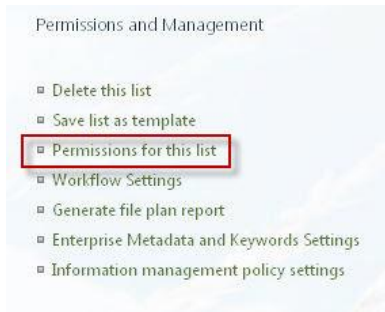 Permissions and Management
Delete this list
Save list as template
Permissions for this list
Workflow Settings
Generate file plan report
Enterprise Metadata and Keywords Settings
Information management policy settings